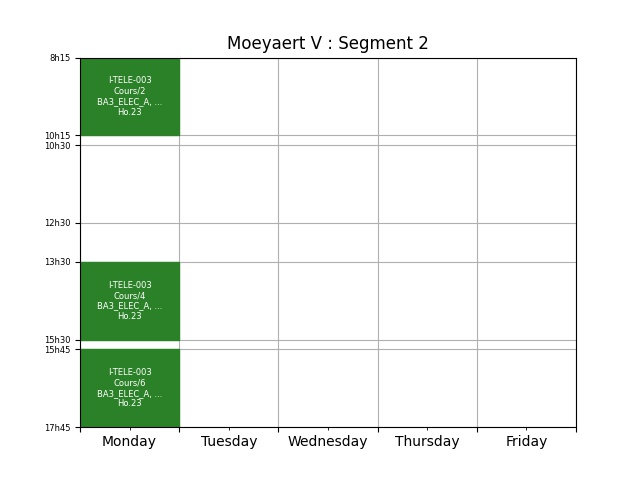 Moeyaert V : Segment 2
8h15
I-TELE-003
Cours/2
BA3_ELEC_A, ...
Ho.23
10h15
10h30
12h30
13h30
I-TELE-003
Cours/4
BA3_ELEC_A, ...
Ho.23
15h30
15h45
I-TELE-003
Cours/6
BA3_ELEC_A, ...
Ho.23
17h45
Monday Tuesday Wednesday Thursday Friday